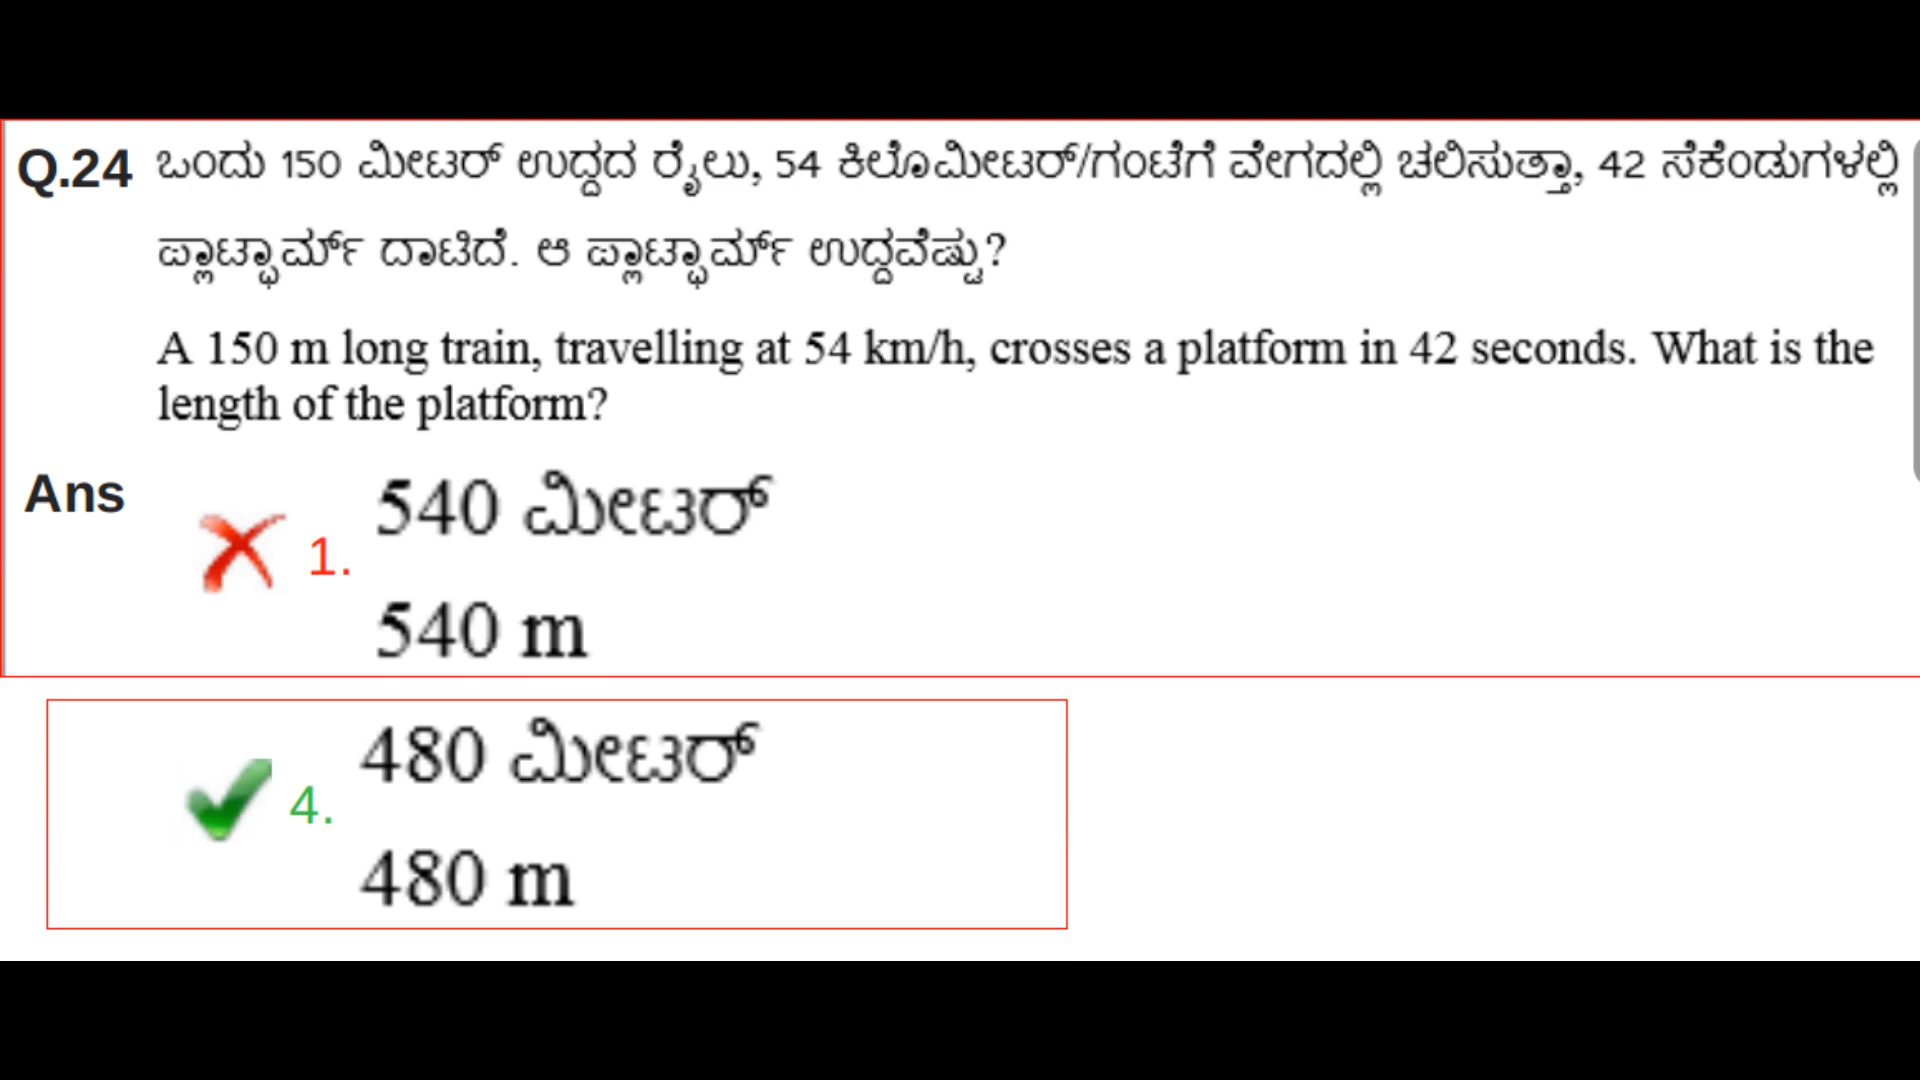 Q.24 ಒಂದು 150 ಮೀಟರ್ ಉದ್ದದ ರೈಲು, 54 ಕಿಲೊಮೀಟರ್/ಗಂಟೆಗೆ ವೇಗದಲ್ಲಿ ಚಲಿಸುತ್ತಾ, 42 ಸೆಕೆಂಡುಗಳಲ್ಲಿ
ಪ್ಲಾಟ್ಫಾರ್ಮ್ ದಾಟಿದೆ. ಆ ಪ್ಲಾಟ್ಫಾರ್ಮ್ ಉದ್ದವೆಷ್ಟು?
A 150 m long train, travelling at 54 km/h, crosses a platform in 42 seconds. What is the
length of the platform?
Ans
1. 540 ಮೀಟರ್
540 m
4. 480 ಮೀಟರ್
480 m